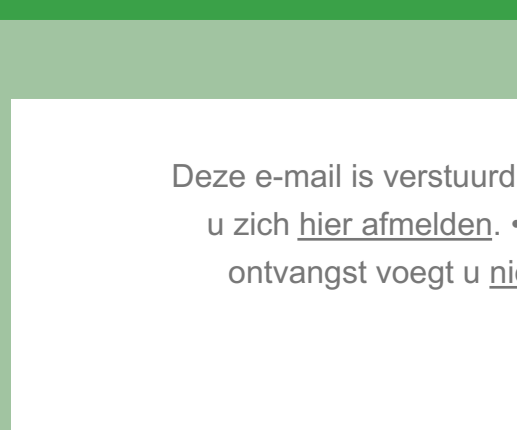 Deze e-mail is verstuurd
u zich hier afmelden. •
ontvangst voegt u